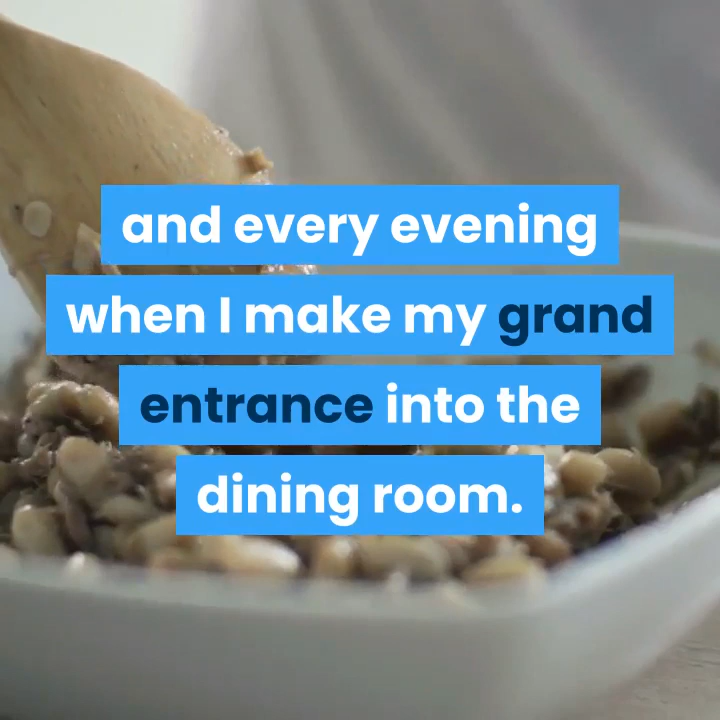 and every evening
when I make my grand
entrance into the
dining room.